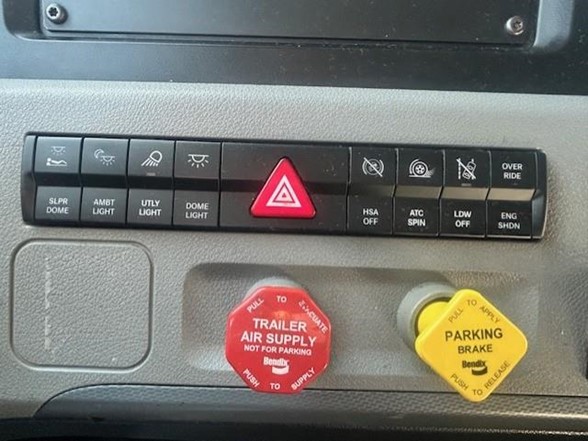 OVER
RIDE
SLPR
DOME
AMBT
LIGHT
UTLY
LIGHT
DOME
LIGHT
HSA
OFF
ATC
SPIN
LDW
OFF
ENG
SHDN
PULL TO EVACUATE
TRAILER
AIR SUPPLY
NOT FOR PARKING
Bendix
PUSH TO SUPPLY
PULL TO APPLY
PARKING
BRAKE
Bendix
PUSH TO RELEASE